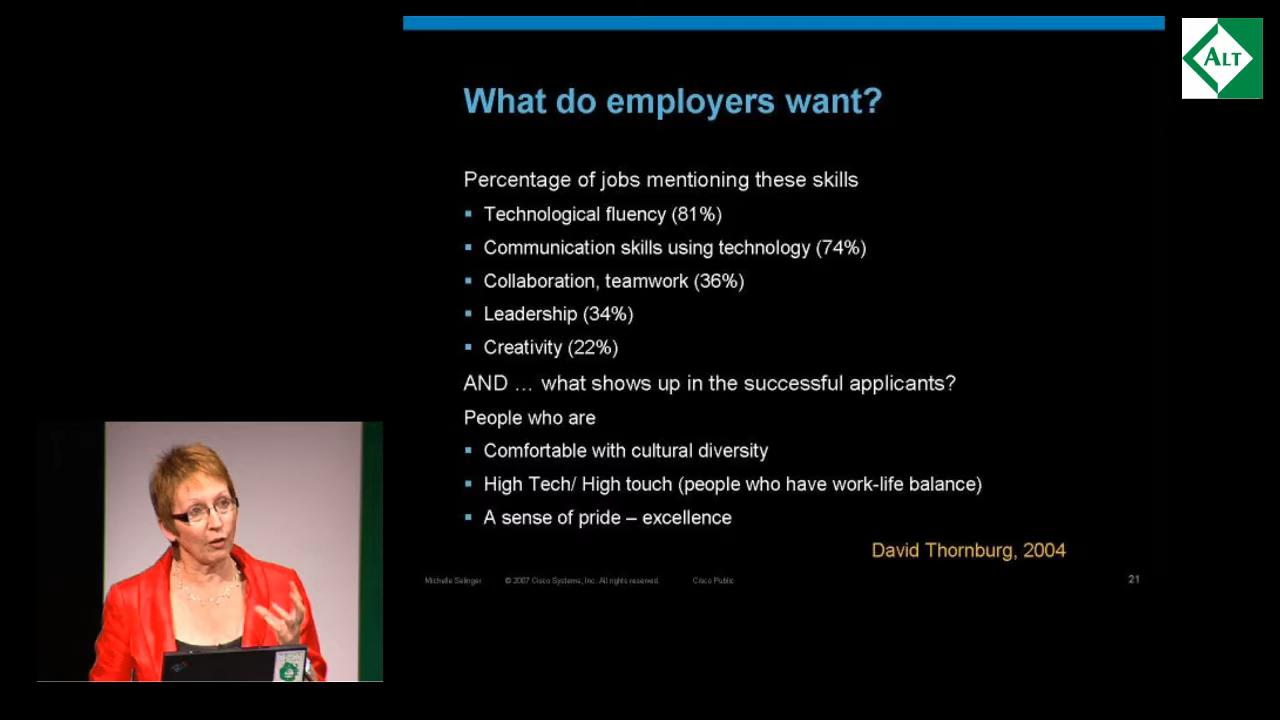 ALT
What do employers want?
Percentage of jobs mentioning these skills
Technological fluency (81%)
Communication skills using technology (74%)
Collaboration, teamwork (36%)
Leadership (34%)
Creativity (22%)
AND … what shows up in the successful applicants?
People who are
Comfortable with cultural diversity
High Tech/ High touch (people who have work-life balance)
A sense of pride – excellence
David Thornburg, 2004
Michelle Selinger © 2007 Cisco Systems, Inc. All rights reserved. Cisco Public 21